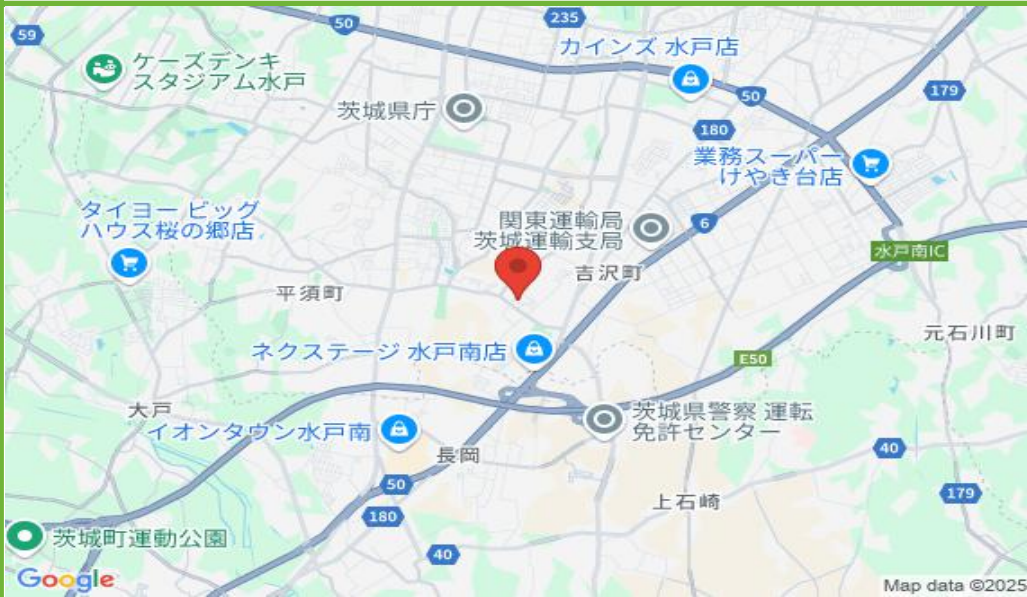 59
50
235
ケーズデンキ
スタジアム水戸
カインズ 水戸店
茨城県庁
50
179
180
業務スーパー
けやき台店
タイヨー ビッグ
ハウス桜の郷店
関東運輸局
茨城運輸支局
6
水戸南IC
平須町
吉沢町
元石川町
ネクステージ 水戸南店
E50
大戸
イオンタウン水戸南
茨城県警察 運転
免許センター
長岡
40
50
上石崎
179
180
茨城町運動公園
40
Google
Map data ©2025